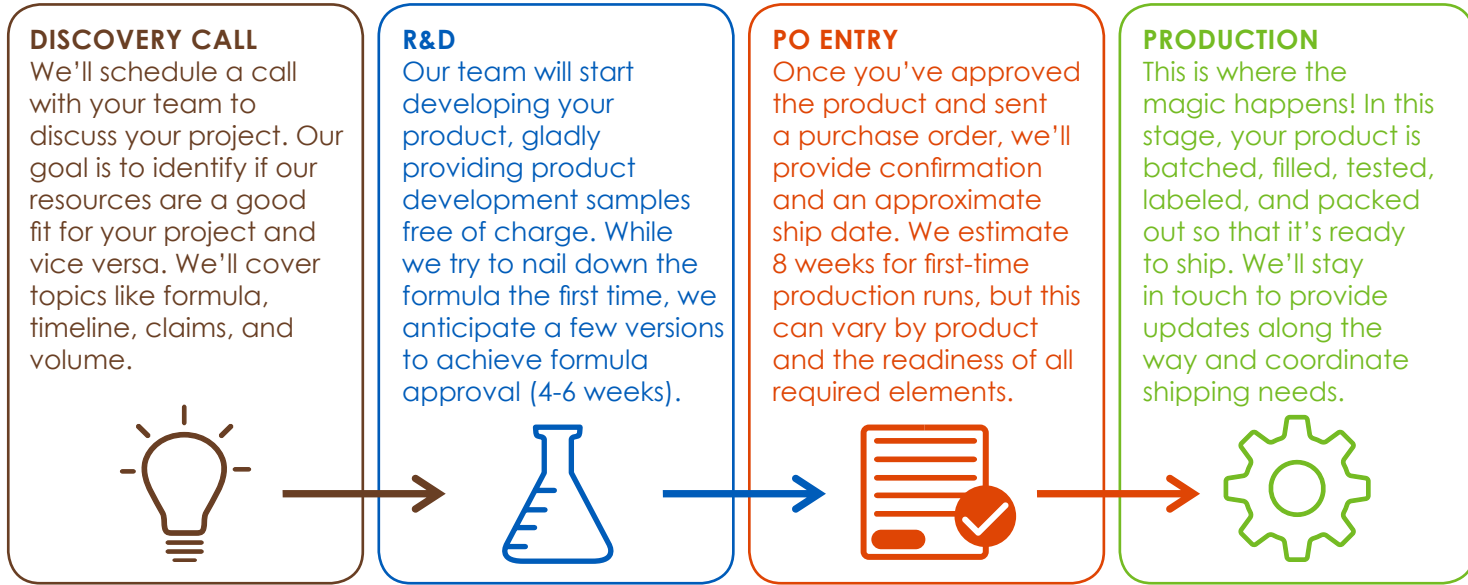 DISCOVERY CALL
We’ll schedule a call
with your team to
discuss your project. Our
goal is to identify if our
resources are a good
fit for your project and
vice versa. We’ll cover
topics like formula,
timeline, claims, and
volume.
R&D
Our team will start
developing your
product, gladly
providing product
development samples
free of charge. While
we try to nail down the
formula the first time, we
anticipate a few versions
to achieve formula
approval (4-6 weeks).
PO ENTRY
Once you’ve approved
the product and sent
a purchase order, we’ll
provide confirmation
and an approximate
ship date. We estimate
8 weeks for first-time
production runs, but this
can vary by product
and the readiness of all
required elements.
PRODUCTION
This is where the
magic happens! In this
stage, your product is
batched, filled, tested,
labeled, and packed
out so that it’s ready
to ship. We’ll stay
in touch to provide
updates along the
way and coordinate
shipping needs.